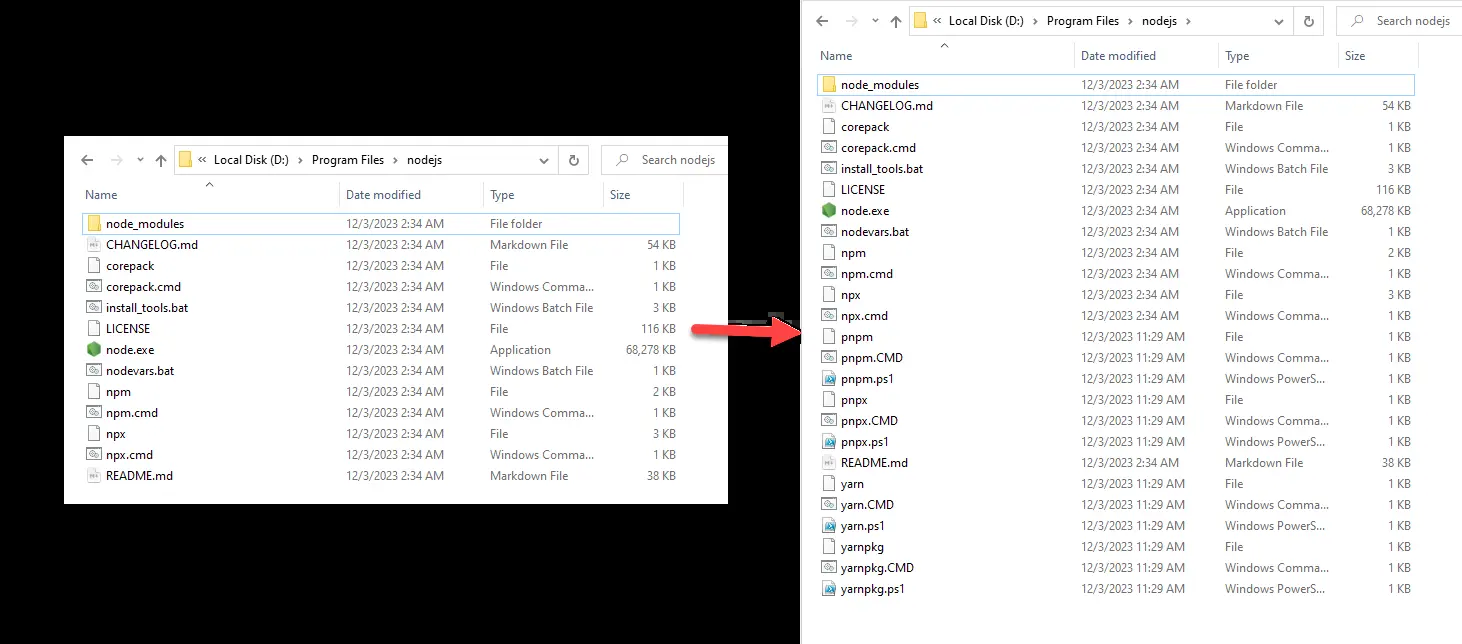 « Local Disk (D:) › Program Files › nodejs
Search nodejs
Name Date modified Type Size
node_modules 12/3/2023 2:34 AM File folder
CHANGELOG.md 12/3/2023 2:34 AM Markdown File 54 KB
corepack 12/3/2023 2:34 AM File 1 KB
corepack.cmd 12/3/2023 2:34 AM Windows Comma... 1 KB
install_tools.bat 12/3/2023 2:34 AM Windows Batch File 3 KB
LICENSE 12/3/2023 2:34 AM File 116 KB
node.exe 12/3/2023 2:34 AM Application 68,278 KB
nodevars.bat 12/3/2023 2:34 AM Windows Batch File 1 KB
npm 12/3/2023 2:34 AM File 2 KB
npm.cmd 12/3/2023 2:34 AM Windows Comma... 1 KB
npx 12/3/2023 2:34 AM File 3 KB
npx.cmd 12/3/2023 2:34 AM Windows Comma... 1 KB
README.md 12/3/2023 2:34 AM Markdown File 38 KB
« Local Disk (D:) › Program Files › nodejs ›
Search nodejs
Name Date modified Type Size
node_modules 12/3/2023 2:34 AM File folder
CHANGELOG.md 12/3/2023 2:34 AM Markdown File 54 KB
corepack 12/3/2023 2:34 AM File 1 KB
corepack.cmd 12/3/2023 2:34 AM Windows Comma... 1 KB
install_tools.bat 12/3/2023 2:34 AM Windows Batch File 3 KB
LICENSE 12/3/2023 2:34 AM File 116 KB
node.exe 12/3/2023 2:34 AM Application 68,278 KB
nodevars.bat 12/3/2023 2:34 AM Windows Batch File 1 KB
npm 12/3/2023 2:34 AM File 2 KB
npm.cmd 12/3/2023 2:34 AM Windows Comma... 1 KB
npx 12/3/2023 2:34 AM File 3 KB
npx.cmd 12/3/2023 2:34 AM Windows Comma... 1 KB
pnpm 12/3/2023 11:29 AM File 1 KB
pnpm.CMD 12/3/2023 11:29 AM Windows Comma... 1 KB
pnpm.ps1 12/3/2023 11:29 AM Windows PowerS... 1 KB
pnpx 12/3/2023 11:29 AM File 1 KB
pnpx.CMD 12/3/2023 11:29 AM Windows Comma... 1 KB
pnpx.ps1 12/3/2023 11:29 AM Windows PowerS... 1 KB
README.md 12/3/2023 2:34 AM Markdown File 38 KB
yarn 12/3/2023 11:29 AM File 1 KB
yarn.CMD 12/3/2023 11:29 AM Windows Comma... 1 KB
yarn.ps1 12/3/2023 11:29 AM Windows PowerS... 1 KB
yarnpkg 12/3/2023 11:29 AM File 1 KB
yarnpkg.CMD 12/3/2023 11:29 AM Windows Comma... 1 KB
yarnpkg.ps1 12/3/2023 11:29 AM Windows PowerS... 1 KB